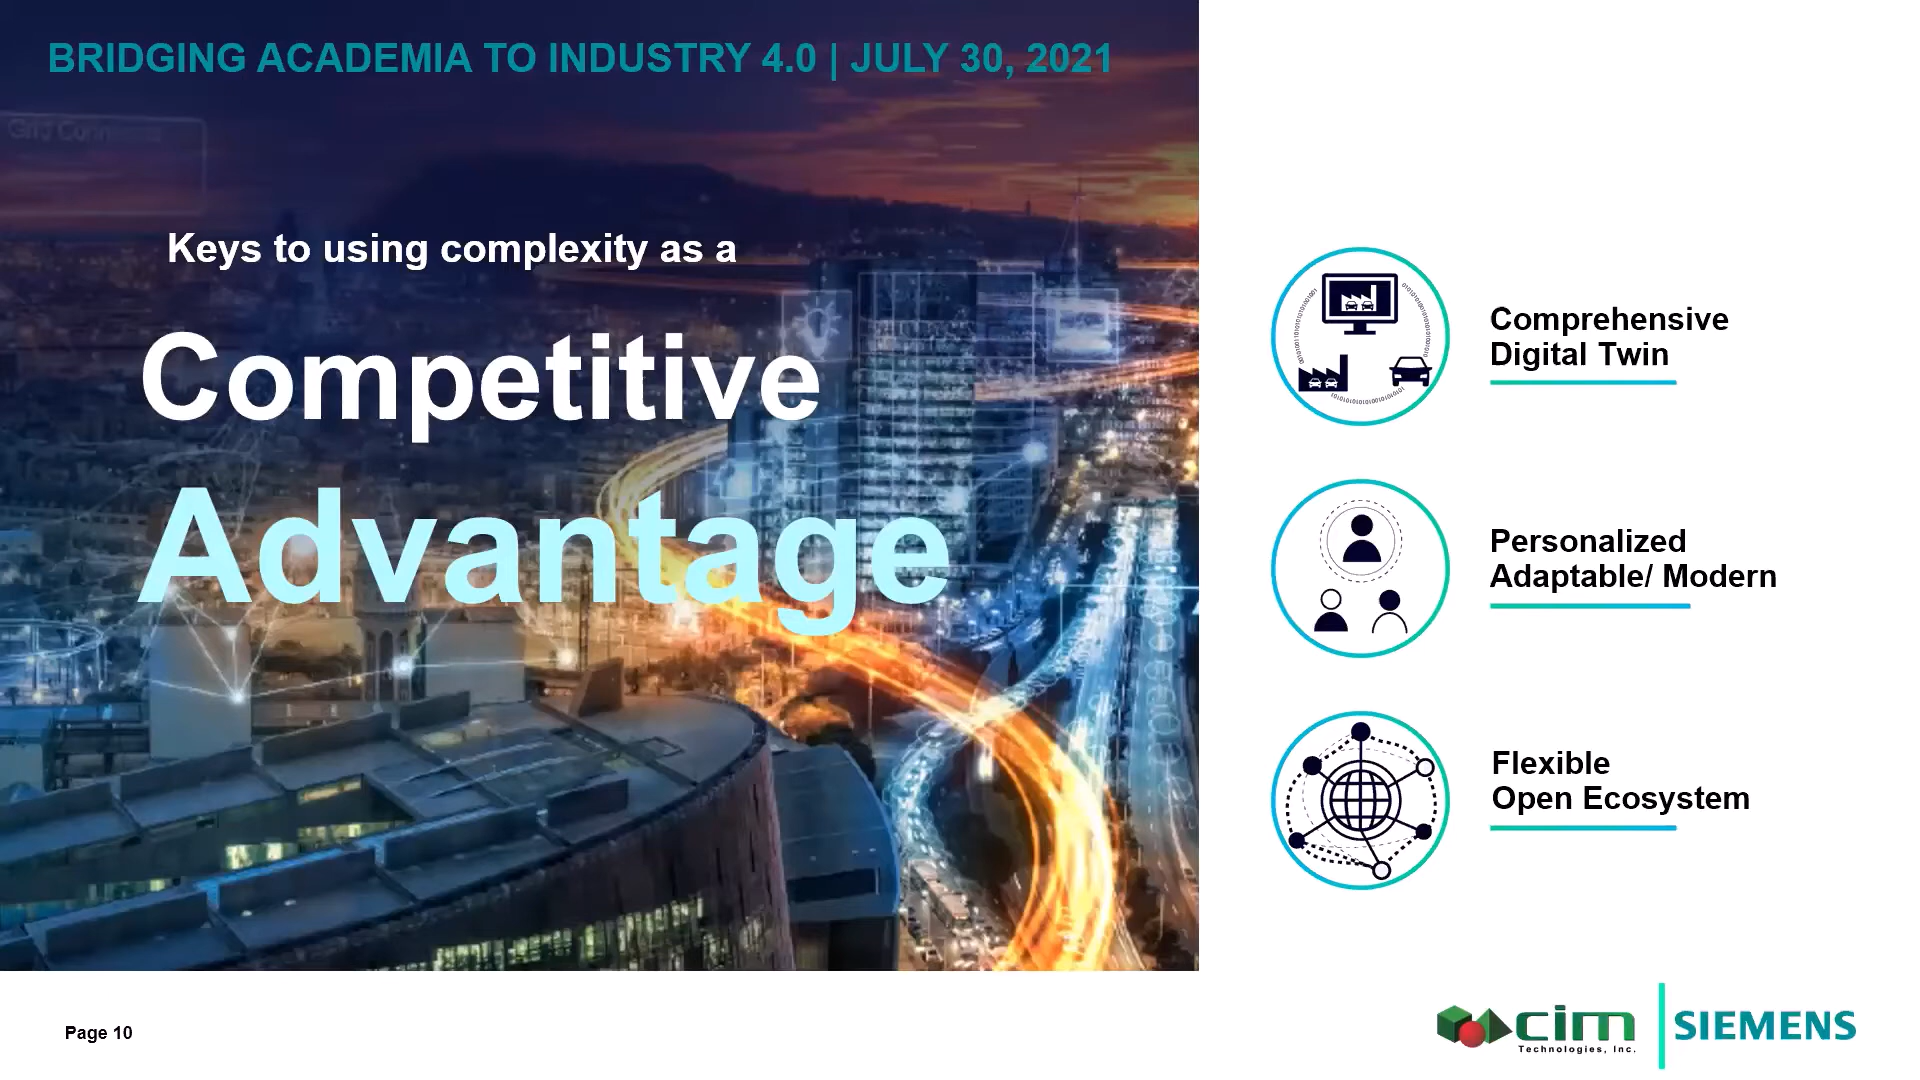 BRIDGING ACADEMIA TO INDUSTRY 4.0 | JULY 30, 2021
Keys to using complexity as a
Competitive
Advantage
Comprehensive
Digital Twin
Personalized
Adaptable/ Modern
Flexible
Open Ecosystem
Page 10
cim
Technologies, Inc.
SIEMENS